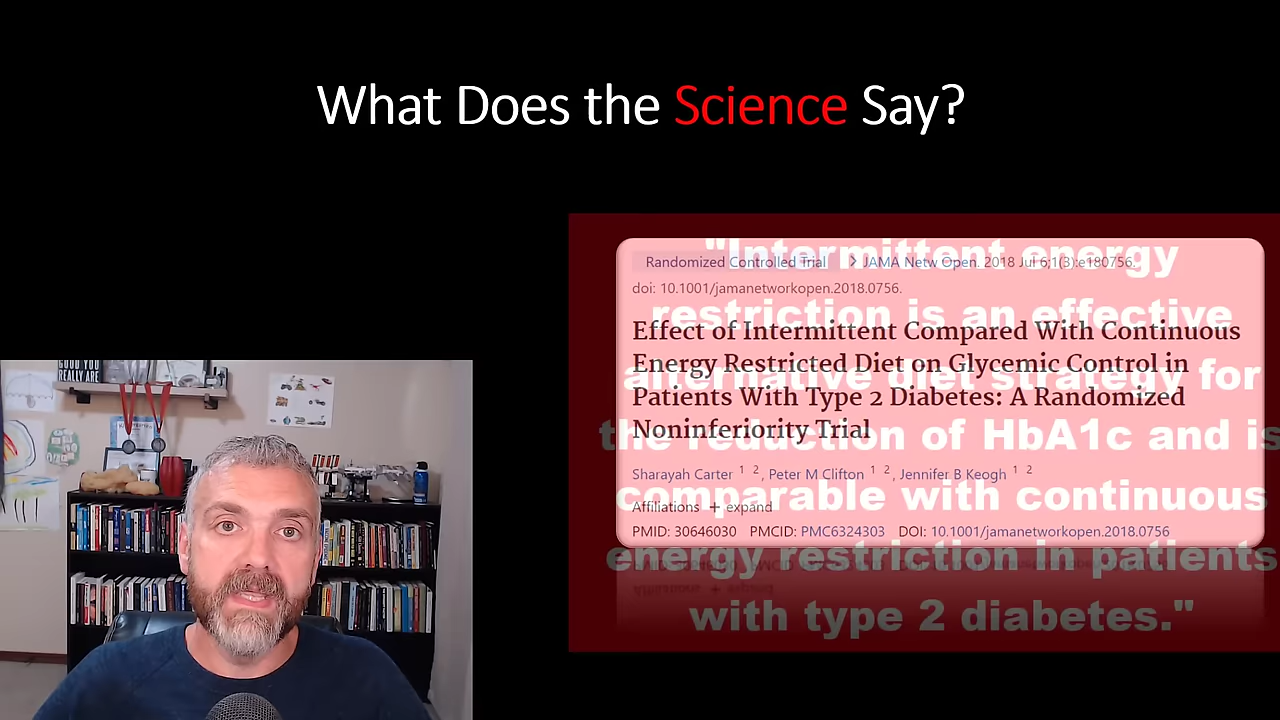 What Does the Science Say?
"Intermittent energy
restriction is an effective
alternative diet strategy for
the reduction of HbA1c and is
comparable with continuous
energy restriction in patients
with type 2 diabetes."
Randomized Controlled Trial > JAMA Netw Open. 2018 Jul 6;1(3):e180756.
doi: 10.1001/jamanetworkopen.2018.0756.
Effect of Intermittent Compared With Continuous
Energy Restricted Diet on Glycemic Control in
Patients With Type 2 Diabetes: A Randomized
Noninferiority Trial
Sharayah Carter 1 2, Peter M Clifton 1 2, Jennifer B Keogh 1 2
Affiliations + expand
PMID: 30646030 PMCID: PMC6324303 DOI: 10.1001/jamanetworkopen.2018.0756
GOOD YOU
REALLY ARE